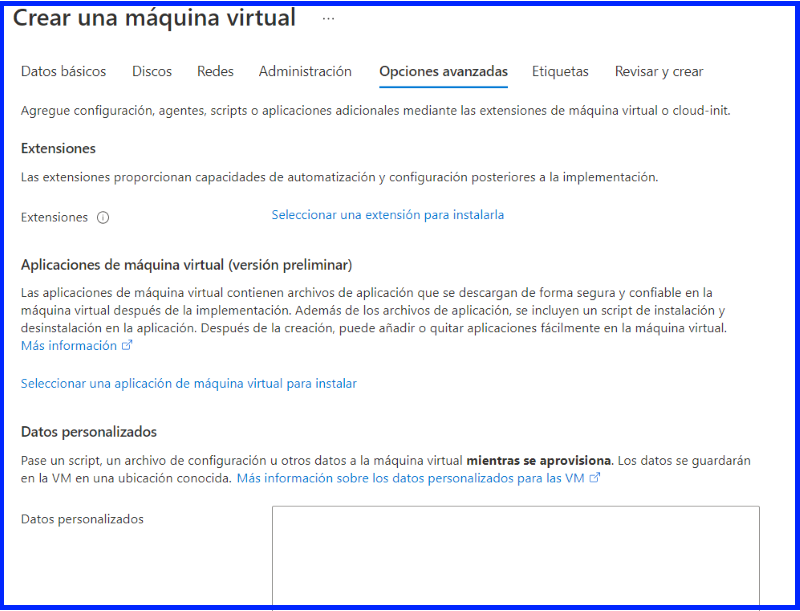 Crear una máquina virtual ...
Datos básicos Discos Redes Administración Opciones avanzadas Etiquetas Revisar y crear
Agregue configuración, agentes, scripts o aplicaciones adicionales mediante las extensiones de máquina virtual o cloud-init.
Extensiones
Las extensiones proporcionan capacidades de automatización y configuración posteriores a la implementación.
Extensiones Seleccionar una extensión para instalarla
Aplicaciones de máquina virtual (versión preliminar)
Las aplicaciones de máquina virtual contienen archivos de aplicación que se descargan de forma segura y confiable en la
máquina virtual después de la implementación. Además de los archivos de aplicación, se incluyen un script de instalación y
desinstalación en la aplicación. Después de la creación, puede añadir o quitar aplicaciones fácilmente en la máquina virtual.
Más información
Seleccionar una aplicación de máquina virtual para instalar
Datos personalizados
Pase un script, un archivo de configuración u otros datos a la máquina virtual mientras se aprovisiona. Los datos se guardarán
en la VM en una ubicación conocida. Más información sobre los datos personalizados para las VM
Datos personalizados